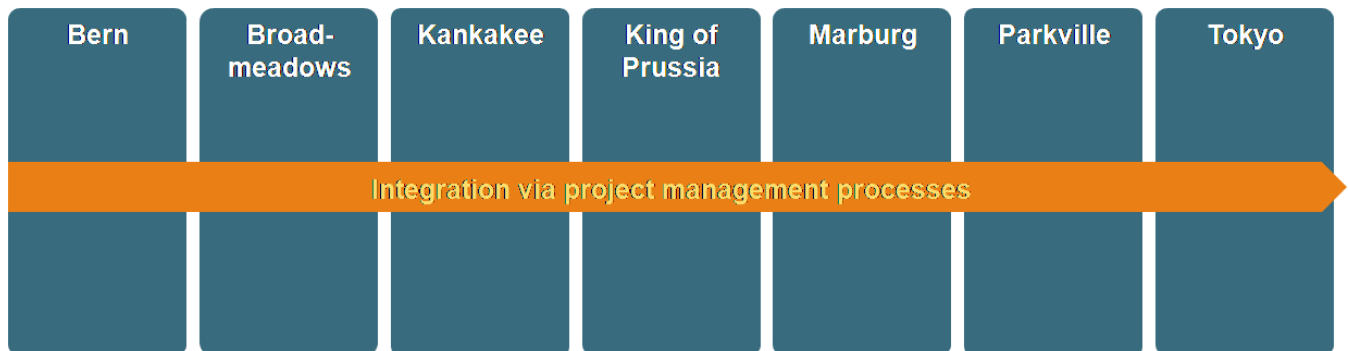 Bern
Broad-
meadows
Kankakee
King of
Prussia
Marburg
Parkville
Tokyo
Integration via project management processes